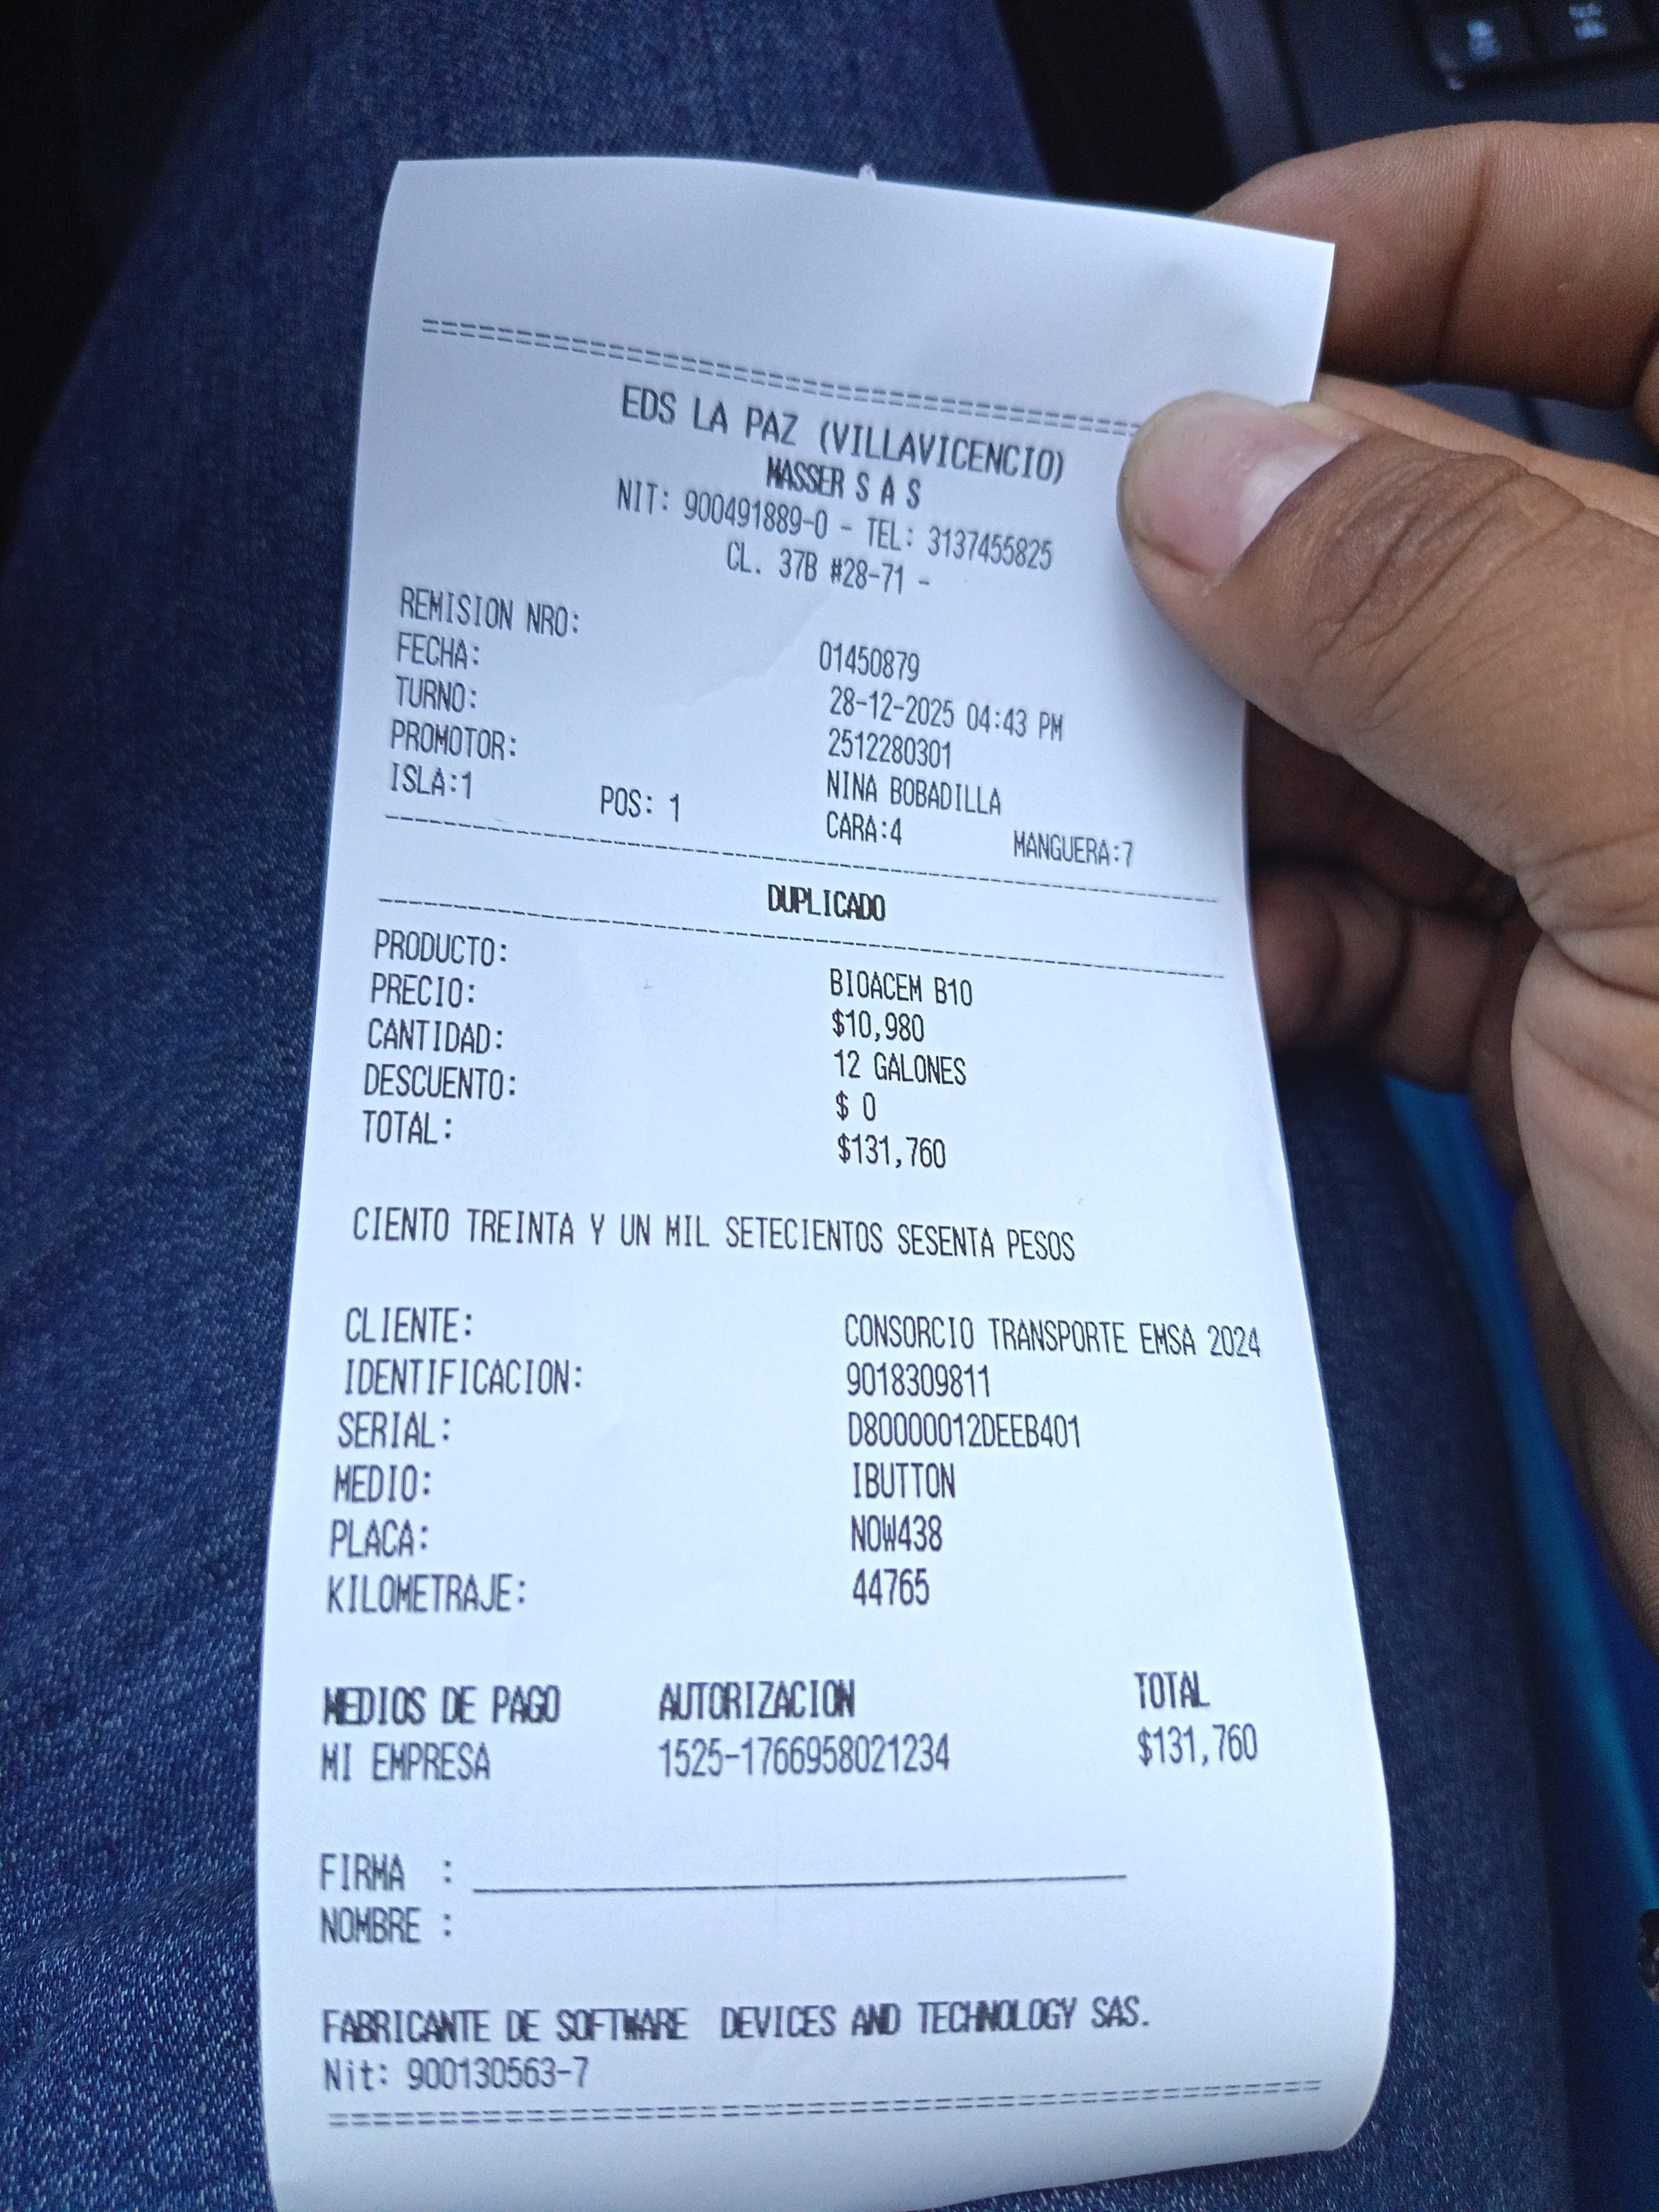 EDS LA PAZ (VILLAVICENCIO)
MASSER S A S
NIT: 900491889-0 - TEL: 3137455825
CL. 37B #28-71 -
REMISION NRO: 01450879
FECHA: 28-12-2025 04:43 PM
TURNO: 2512280301
PROMOTOR: NINA BOBADILLA
ISLA:1 POS: 1 CARA:4 MANGUERA:7
DUPLICADO
PRODUCTO: BIOACEM B10
PRECIO: $10,980
CANTIDAD: 12 GALONES
DESCUENTO: $ 0
TOTAL: $131,760
CIENTO TREINTA Y UN MIL SETECIENTOS SESENTA PESOS
CLIENTE: CONSORCIO TRANSPORTE EMSA 2024
IDENTIFICACION: 9018309811
SERIAL: D80000012DEEB401
MEDIO: IBUTTON
PLACA: NOW438
KILOMETRAJE: 44765
MEDIOS DE PAGO AUTORIZACION TOTAL
MI EMPRESA 1525-1766958021234 $131,760
FIRMA :
NOMBRE :
FABRICANTE DE SOFTWARE DEVICES AND TECHNOLOGY SAS.
Nit: 900130563-7